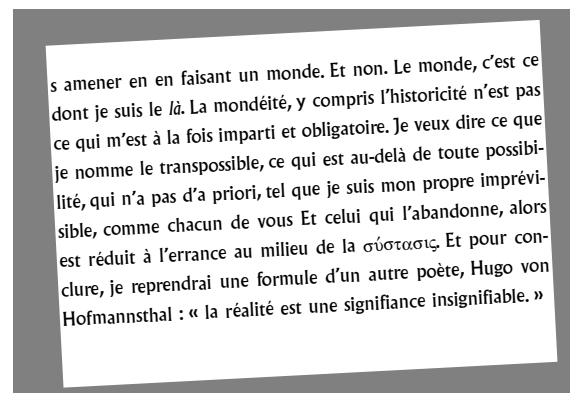 s amener en en faisant un monde. Et non. Le monde, c’est ce
dont je suis le là. La mondéité, y compris l’historicité n’est pas
ce qui m’est à la fois imparti et obligatoire. Je veux dire ce que
je nomme le transpossible, ce qui est au-delà de toute possibi-
lité, qui n’a pas d’a priori, tel que je suis mon propre imprévi-
sible, comme chacun de vous Et celui qui l’abandonne, alors
est réduit à l’errance au milieu de la σύστασις. Et pour con-
clure, je reprendrai une formule d’un autre poète, Hugo von
Hofmannsthal : « la réalité est une signifiance insignifiable. »